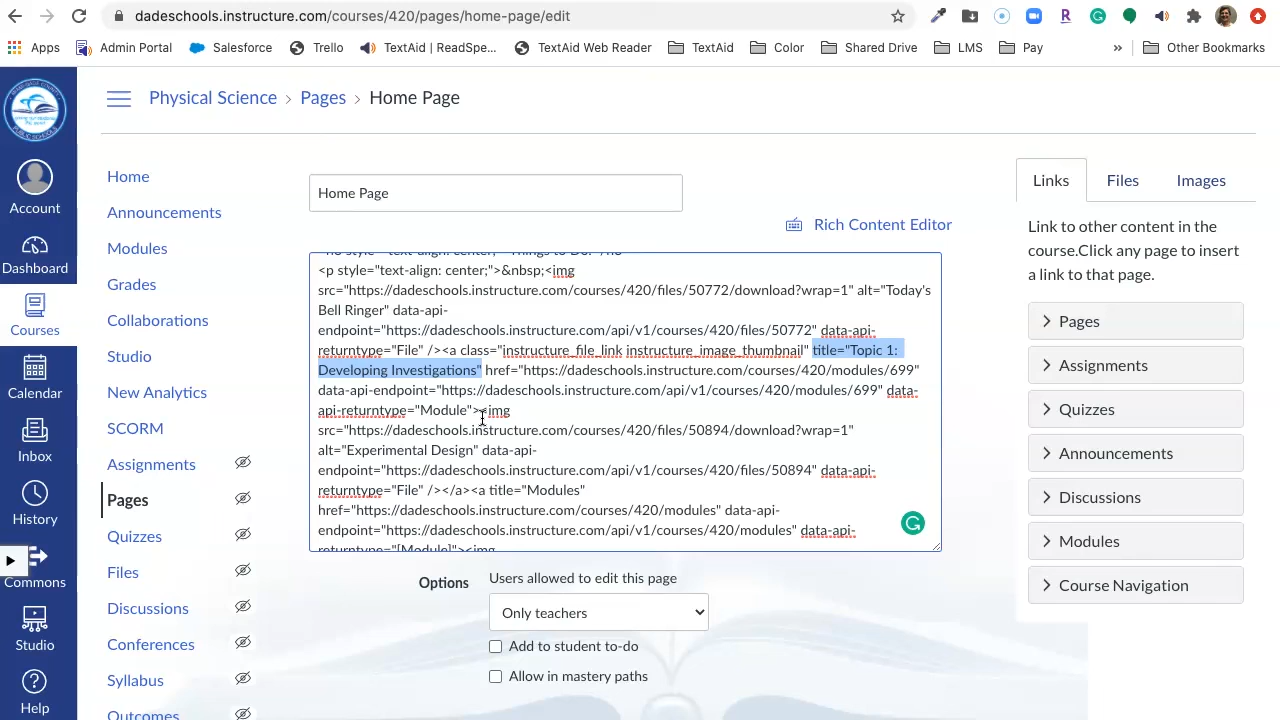 dadeschools.instructure.com/courses/420/pages/home-page/edit
Apps
Admin Portal
Salesforce
Trello
TextAid | ReadSpe...
TextAid Web Reader
TextAid
Color
Shared Drive
LMS
Pay
»
Other Bookmarks
Physical Science > Pages > Home Page
Account
Dashboard
Courses
Calendar
Inbox
History
Commons
Studio
Help
Home
Announcements
Modules
Grades
Collaborations
Studio
New Analytics
SCORM
Assignments
Pages
Quizzes
Files
Discussions
Conferences
Syllabus
Outcomes
Home Page
Rich Content Editor
<p style="text-align: center;">&nbsp;<img
src="https://dadeschools.instructure.com/courses/420/files/50772/download?wrap=1" alt="Today's
Bell Ringer" data-api-
endpoint="https://dadeschools.instructure.com/api/v1/courses/420/files/50772" data-api-
returntype="File" /><a class="instructure_file_link instructure_image_thumbnail" title="Topic 1:
Developing Investigations" href="https://dadeschools.instructure.com/courses/420/modules/699"
data-api-endpoint="https://dadeschools.instructure.com/api/v1/courses/420/modules/699" data-
api-returntype="Module"><img
src="https://dadeschools.instructure.com/courses/420/files/50894/download?wrap=1"
alt="Experimental Design" data-api-
endpoint="https://dadeschools.instructure.com/api/v1/courses/420/files/50894" data-api-
returntype="File" /></a><a title="Modules"
href="https://dadeschools.instructure.com/courses/420/modules" data-api-
endpoint="https://dadeschools.instructure.com/api/v1/courses/420/modules" data-api-
returntype="[Module]"><img
Options
Users allowed to edit this page
Only teachers
Add to student to-do
Allow in mastery paths
Links
Files
Images
Link to other content in the
course.Click any page to insert
a link to that page.
Pages
Assignments
Quizzes
Announcements
Discussions
Modules
Course Navigation